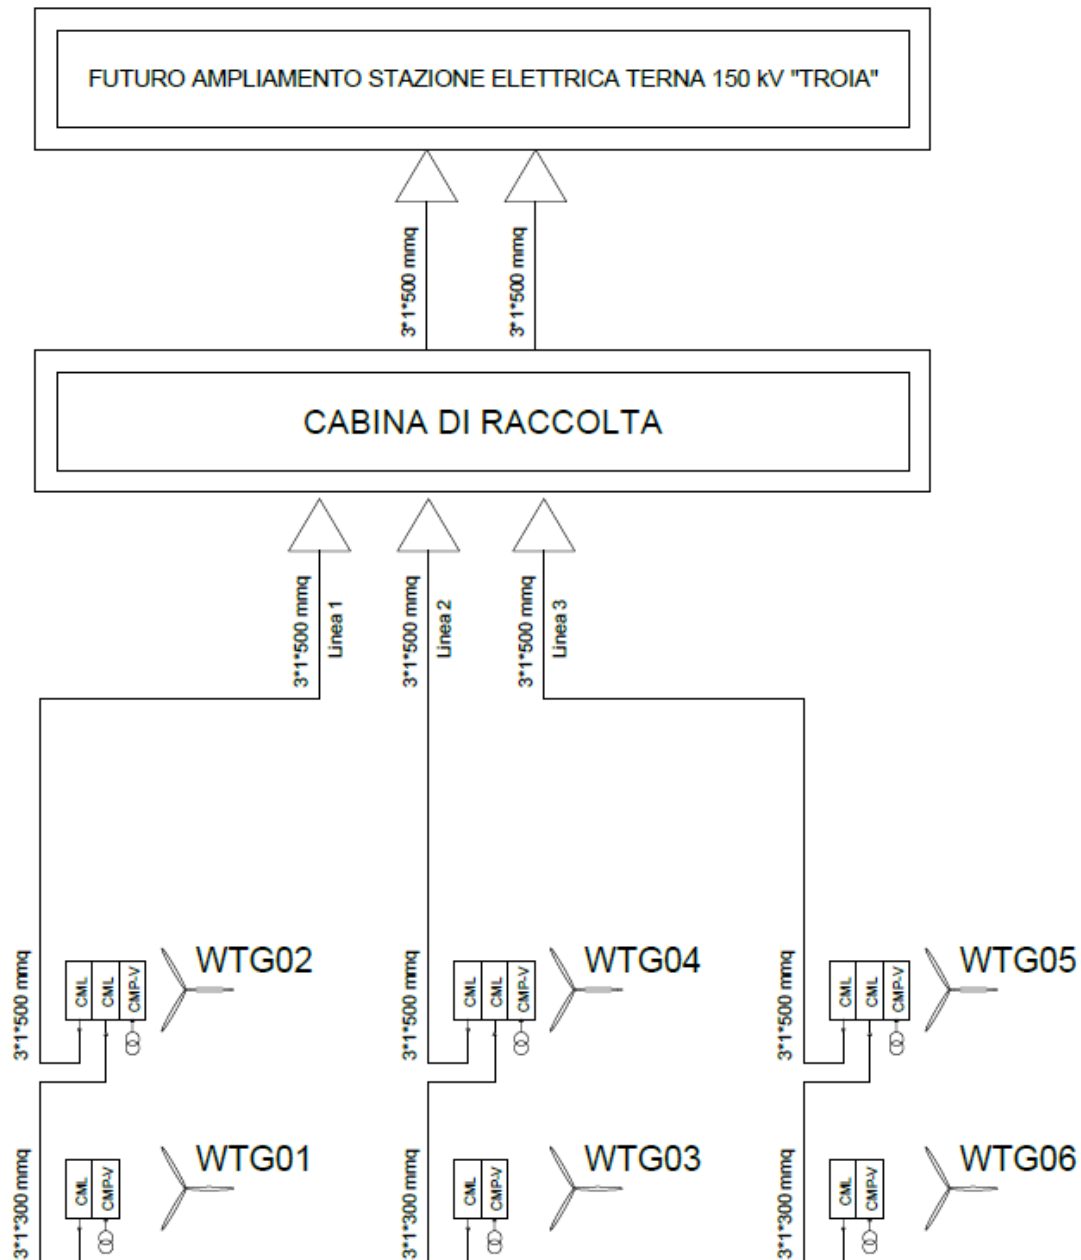 FUTURO AMPLIAMENTO STAZIONE ELETTRICA TERNA 150 kV "TROIA"
3*1*500 mmq
3*1*500 mmq
CABINA DI RACCOLTA
3*1*500 mmq
Linea 1
3*1*500 mmq
Linea 2
3*1*500 mmq
Linea 3
3*1*500 mmq
CML
CML
CMP-V
WTG02
3*1*500 mmq
CML
CML
CMP-V
WTG04
3*1*500 mmq
CML
CML
CMP-V
WTG05
3*1*300 mmq
CML
CMP-V
WTG01
3*1*300 mmq
CML
CMP-V
WTG03
3*1*300 mmq
CML
CMP-V
WTG06